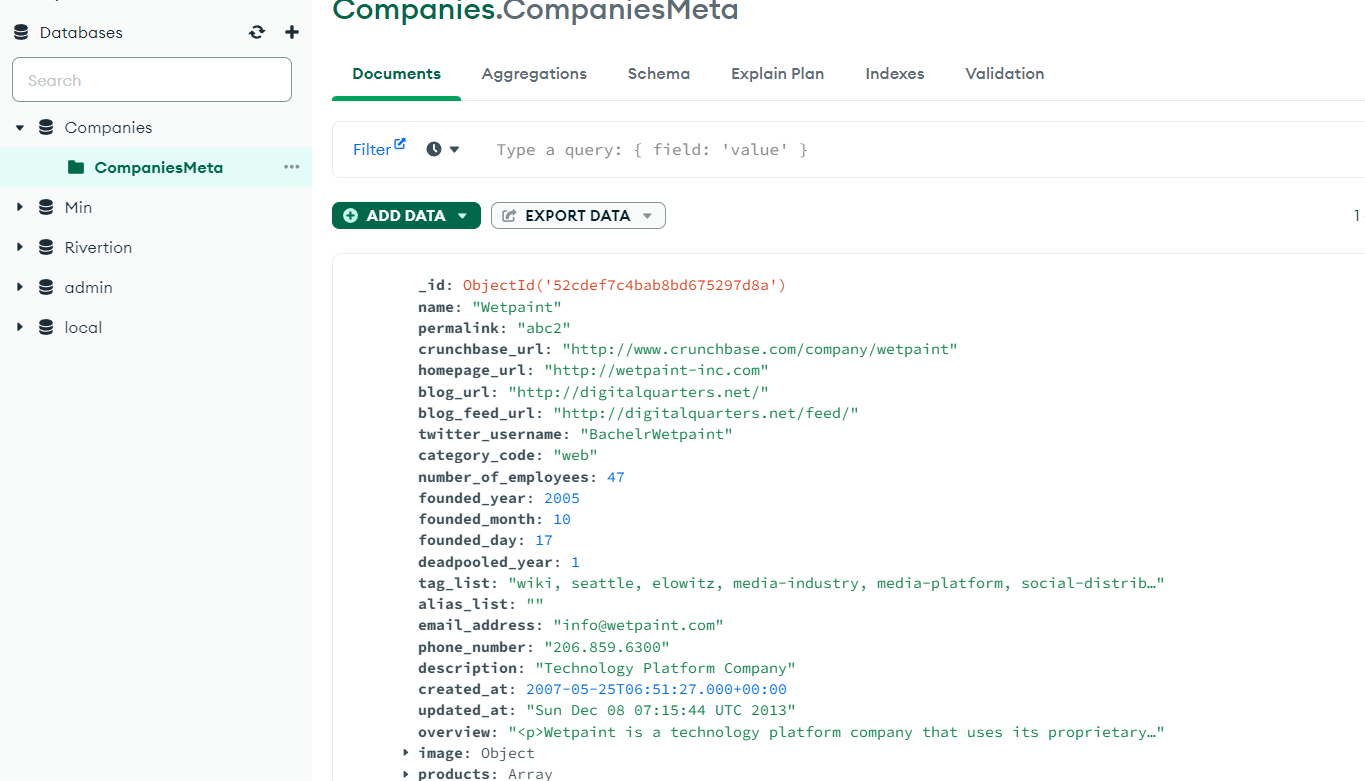 Companies.CompaniesMeta
Databases
Search
Companies
CompaniesMeta
Min
Rivertion
admin
local
Documents Aggregations Schema Explain Plan Indexes Validation
Filter Type a query: { field: 'value' }
ADD DATA EXPORT DATA 1
_id: ObjectId('52cdef7c4bab8bd675297d8a')
name: "Wetpaint"
permalink: "abc2"
crunchbase_url: "http://www.crunchbase.com/company/wetpaint"
homepage_url: "http://wetpaint-inc.com"
blog_url: "http://digitalquarters.net/"
blog_feed_url: "http://digitalquarters.net/feed/"
twitter_username: "BachelrWetpaint"
category_code: "web"
number_of_employees: 47
founded_year: 2005
founded_month: 10
founded_day: 17
deadpooled_year: 1
tag_list: "wiki, seattle, elowitz, media-industry, media-platform, social-distrib…"
alias_list: ""
email_address: "info@wetpaint.com"
phone_number: "206.859.6300"
description: "Technology Platform Company"
created_at: 2007-05-25T06:51:27.000+00:00
updated_at: "Sun Dec 08 07:15:44 UTC 2013"
overview: "<p>Wetpaint is a technology platform company that uses its proprietary…"
image: Object
products: Array